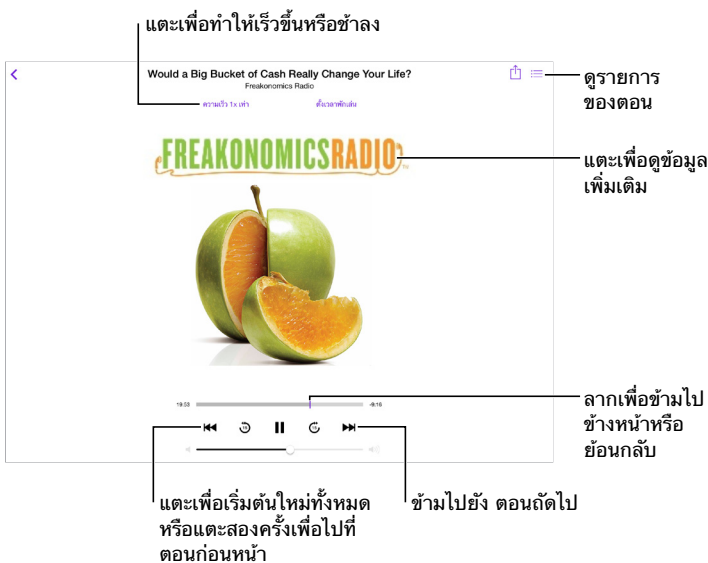 แตะเพื่อทำให้เร็วขึ้นหรือช้าลง
Would a Big Bucket of Cash Really Change Your Life?
Freakonomics Radio
ความเร็ว 1x เท่า
ตั้งเวลาพักเล่น
ดูรายการ
ของตอน
FREAKONOMICSRADIO
แตะเพื่อดูข้อมูล
เพิ่มเติม
19:53
-9:16
15
15
ลากเพื่อข้ามไป
ข้างหน้าหรือ
ย้อนกลับ
แตะเพื่อเริ่มต้นใหม่ทั้งหมด
หรือแตะสองครั้งเพื่อไปที่
ตอนก่อนหน้า
ข้ามไปยัง ตอนถัดไป